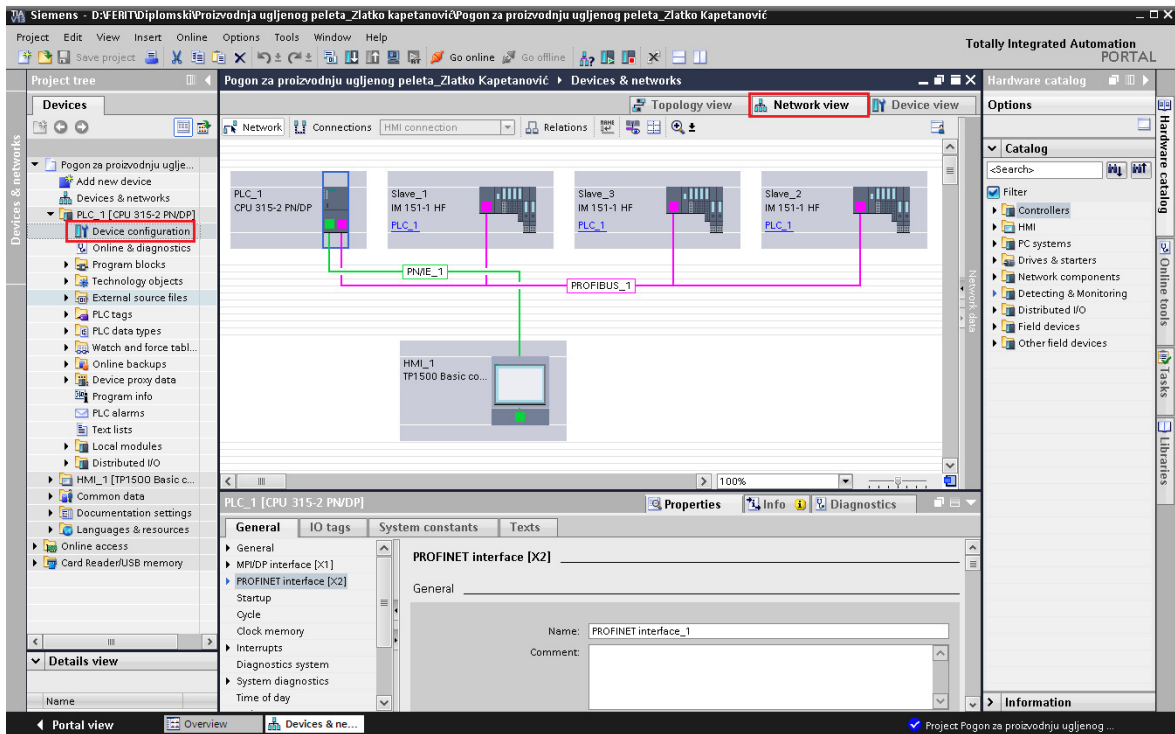 Siemens - D:\FERIT\Diplomski\Proizvodnja ugljenog peleta_Zlatko kapetanović\Pogon za proizvodnju ugljenog peleta_Zlatko Kapetanović
Project Edit View Insert Online Options Tools Window Help
Totally Integrated Automation
PORTAL
Save project Go online Go offline
Project tree
Pogon za proizvodnju ugljenog peleta_Zlatko Kapetanović Devices & networks
Hardware catalog
Devices
Topology view Network view Device view
Options
Network Connections HMI connection Relations
Catalog
<Search>
Filter
Controllers
HMI
PC systems
Drives & starters
Network components
Detecting & Monitoring
Distributed I/O
Field devices
Other field devices
Information
Devices & networks
Pogon za proizvodnju uglje...
Add new device
Devices & networks
PLC_1 [CPU 315-2 PN/DP]
Device configuration
Online & diagnostics
Program blocks
Technology objects
External source files
PLC tags
PLC data types
Watch and force tabl...
Online backups
Device proxy data
Program info
PLC alarms
Text lists
Local modules
Distributed I/O
HMI_1 [TP1500 Basic c...
Common data
Documentation settings
Languages & resources
Online access
Card Reader/USB memory
Details view
Name
PLC_1
CPU 315-2 PN/DP
Slave_1
IM 151-1 HF
PLC_1
Slave_3
IM 151-1 HF
PLC_1
Slave_2
IM 151-1 HF
PLC_1
PN/IE_1
PROFIBUS_1
HMI_1
TP1500 Basic co...
Network data
100%
PLC_1 [CPU 315-2 PN/DP]
Properties Info Diagnostics
General IO tags System constants Texts
General
MPI/DP interface [X1]
PROFINET interface [X2]
Startup
Cycle
Clock memory
Interrupts
Diagnostics system
System diagnostics
Time of day
PROFINET interface [X2]
General
Name: PROFINET interface_1
Comment:
Hardware catalog
Online tools
Tasks
Libraries
Portal view Overview Devices & ne...
Project Pogon za proizvodnju ugljenog ...